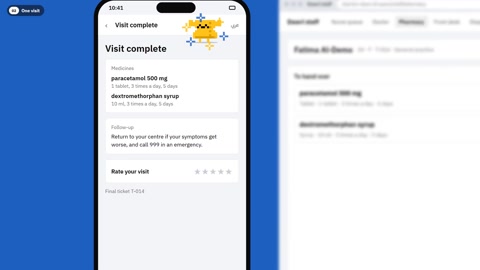 One visit
10:41
Visit complete
Visit complete
Medicines
paracetamol 500 mg
1 tablet, 3 times a day, 5 days
dextromethorphan syrup
10 ml, 3 times a day, 5 days
Follow-up
Return to your centre if your symptoms get
worse, and call 999 in an emergency.
Rate your visit
Final ticket T-014
Pharmacy
Fatima Al-Demo
To hand over
paracetamol 500 mg
dextromethorphan syrup